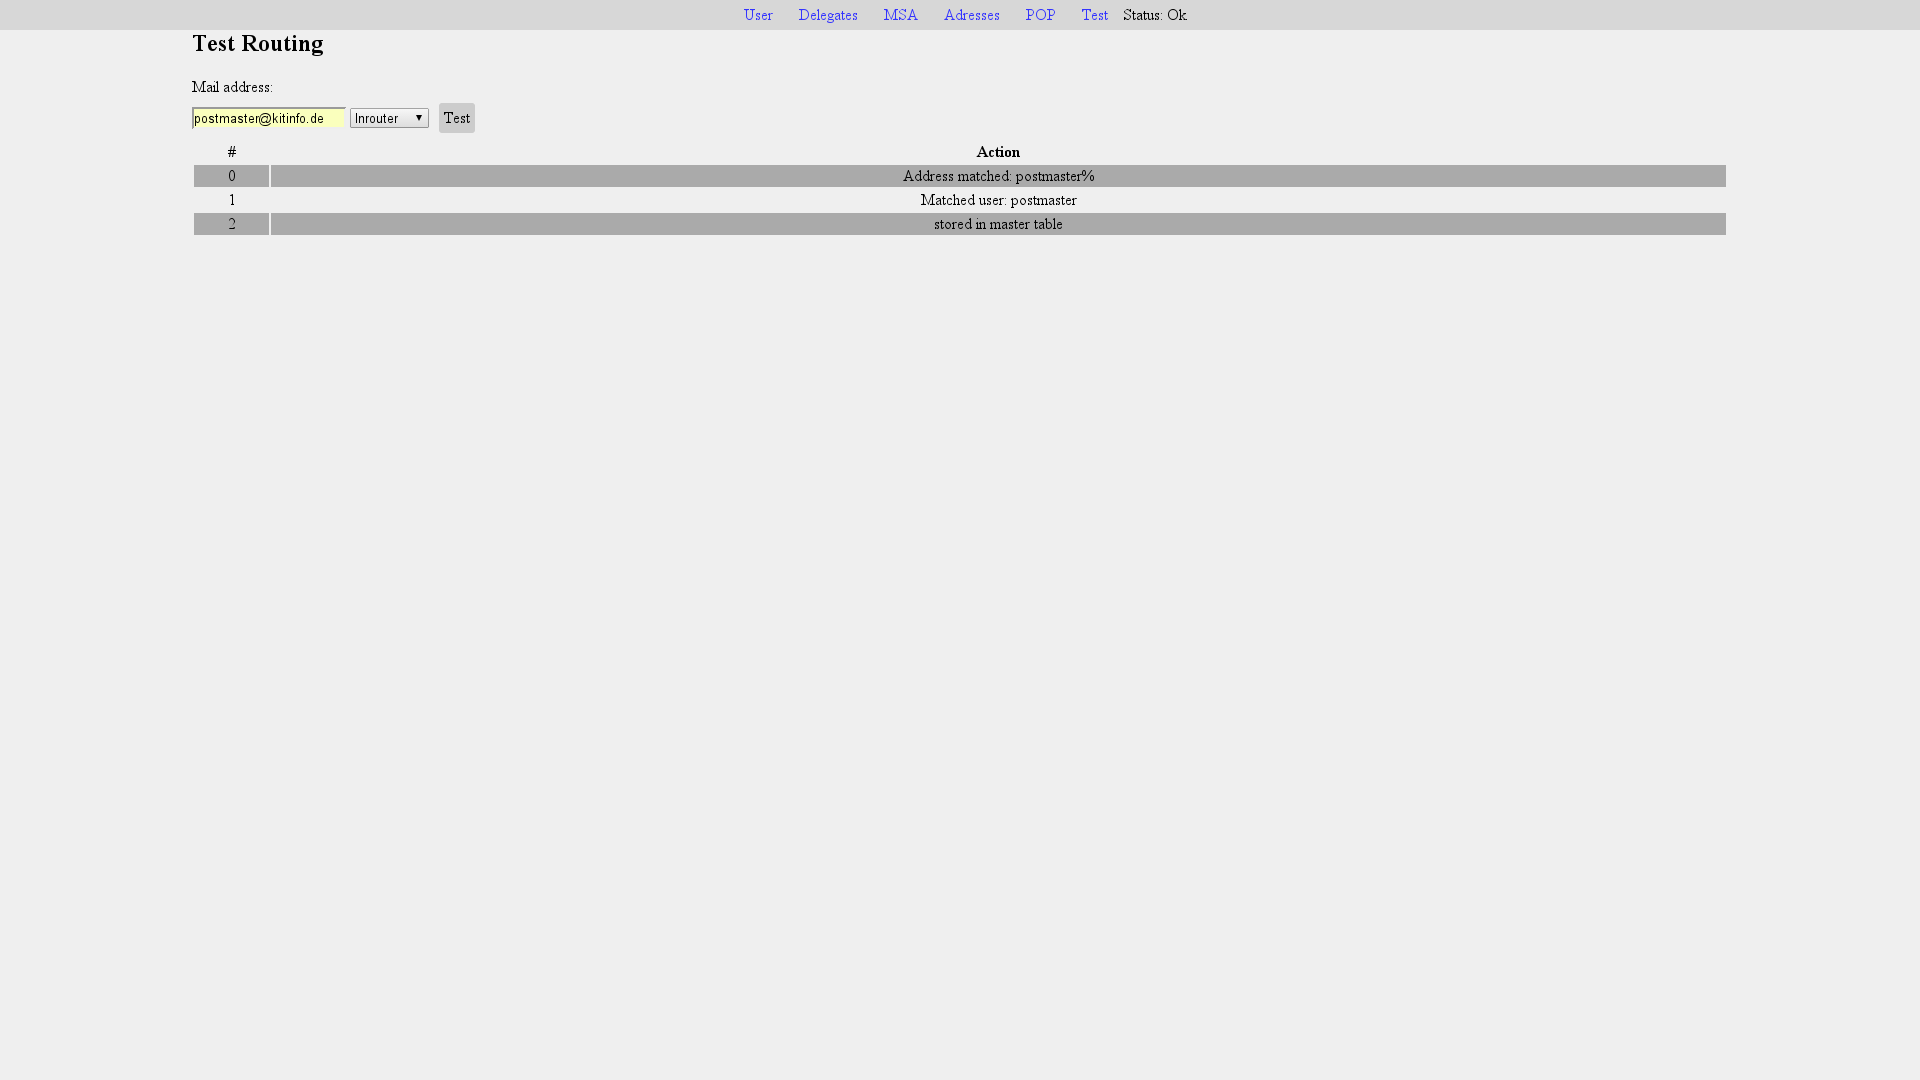 User Delegates MSA Adresses POP Test Status: Ok
Test Routing
Mail address:
postmaster@kitinfo.de Inrouter Test
# Action
0 Address matched: postmaster%
1 Matched user: postmaster
2 stored in master table